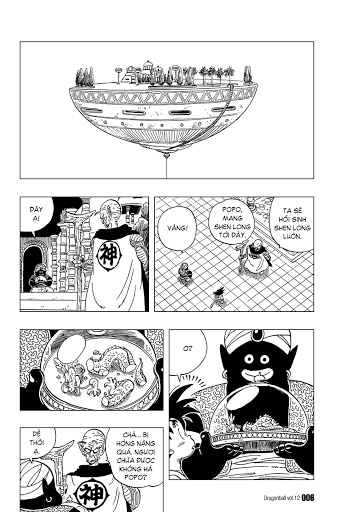 TA SẼ
HỒI SINH
SHEN LONG
LUÔN.
POPO,
MANG
SHEN LONG
TỚI ĐÂY.
VÂNG!
ĐÂY
Ạ!
神
O?
CHÀ... BỊ
HỎNG NẶNG
QUÁ, NGƯƠI
CHỮA ĐƯỢC
KHÔNG HẢ
POPO?
DỄ
THÔI Ạ.
神
Dragonball vol.12 006